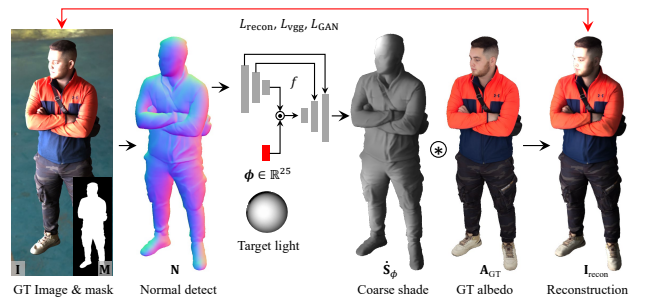 L_recon, L_vgg, L_GAN
f
ϕ ∈ ℝ^25
Target light
I
M
N
Ṡ_ϕ
A_GT
I_recon
GT Image & mask
Normal detect
Coarse shade
GT albedo
Reconstruction